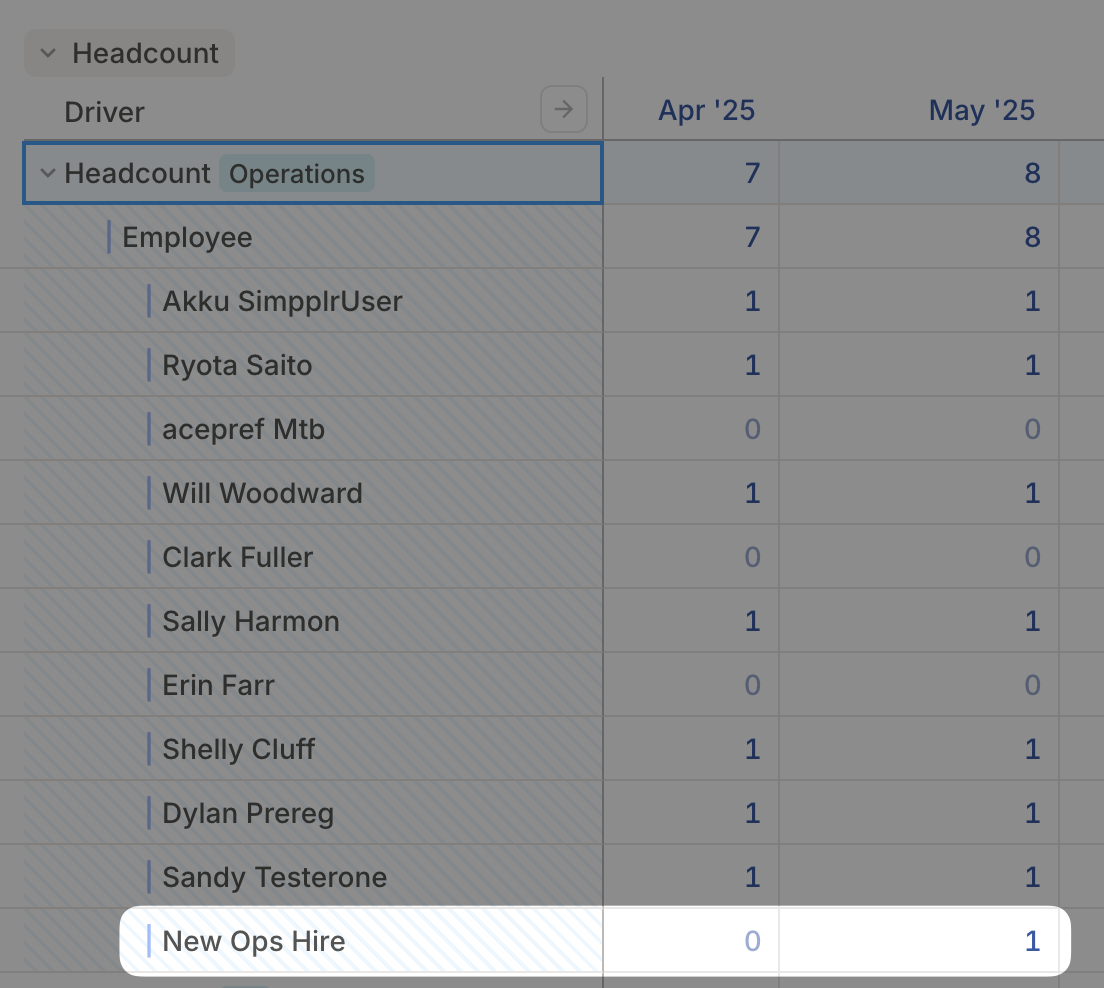 Headcount
Driver Apr '25 May '25
Headcount Operations 7 8
Employee 7 8
Akku SimpplrUser 1 1
Ryota Saito 1 1
acepref Mtb 0 0
Will Woodward 1 1
Clark Fuller 0 0
Sally Harmon 1 1
Erin Farr 0 0
Shelly Cluff 1 1
Dylan Prereg 1 1
Sandy Testerone 1 1
New Ops Hire 0 1